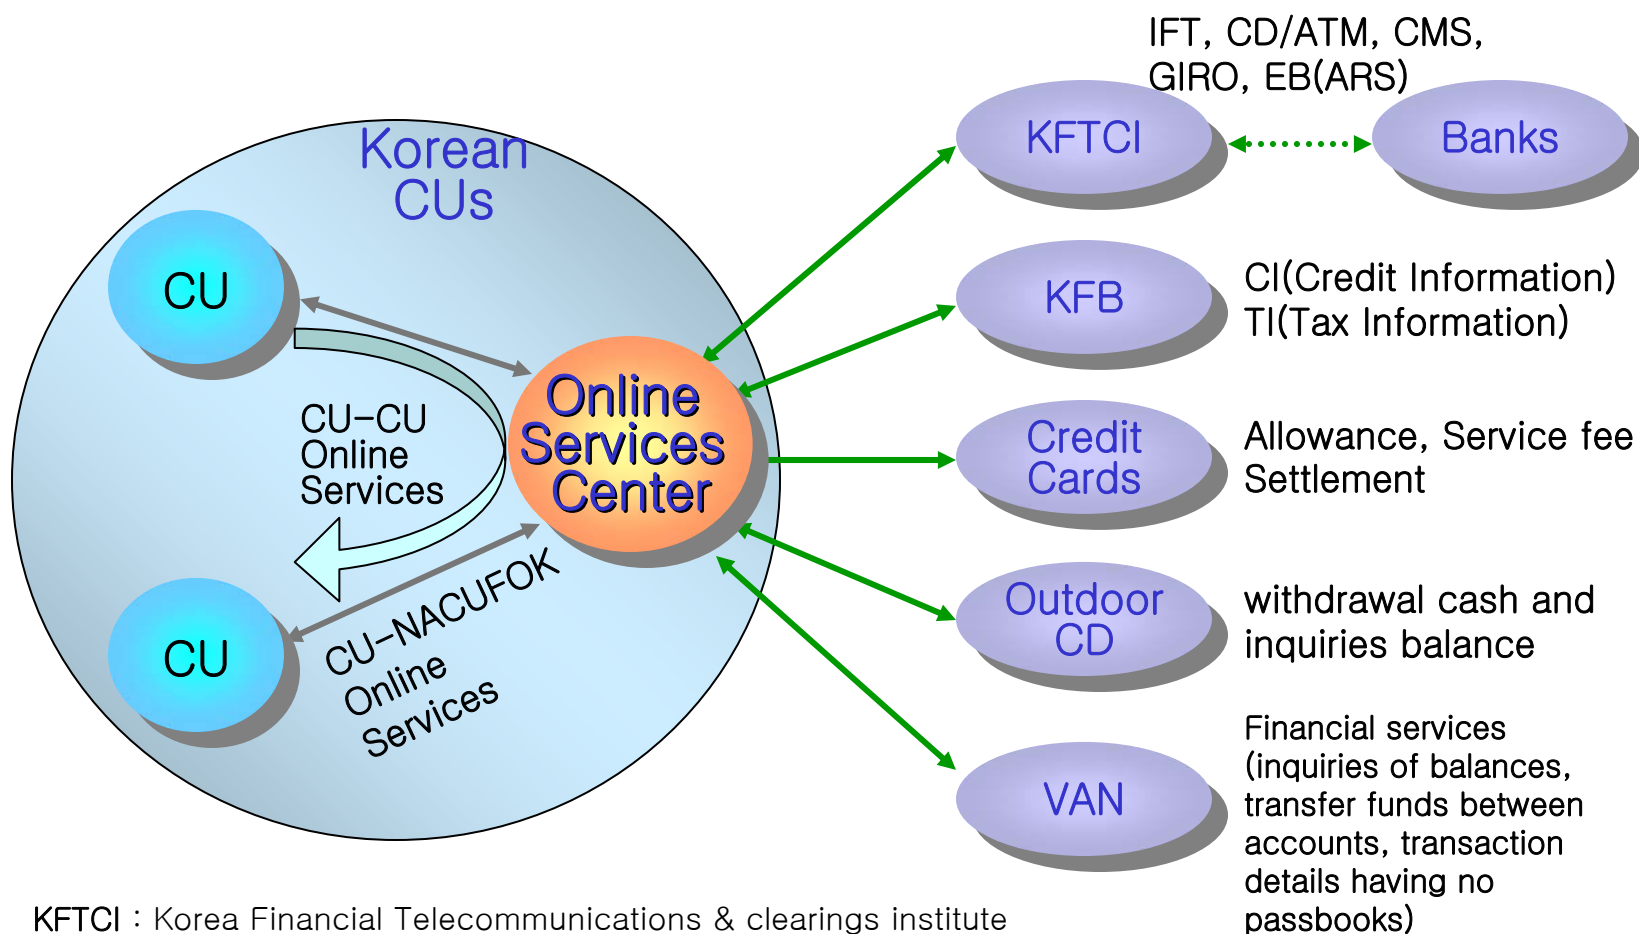 IFT, CD/ATM, CMS,
GIRO, EB(ARS)
KFTCI
Banks
Korean
CUs
CU
KFB
CI(Credit Information)
TI(Tax Information)
Online
Services
Center
CU-CU
Online
Services
Credit
Cards
Allowance, Service fee
Settlement
CU-NACUFOK
Online
Services
CU
Outdoor
CD
withdrawal cash and
inquiries balance
VAN
Financial services
(inquiries of balances,
transfer funds between
accounts, transaction
details having no
passbooks)
KFTCI : Korea Financial Telecommunications & clearings institute